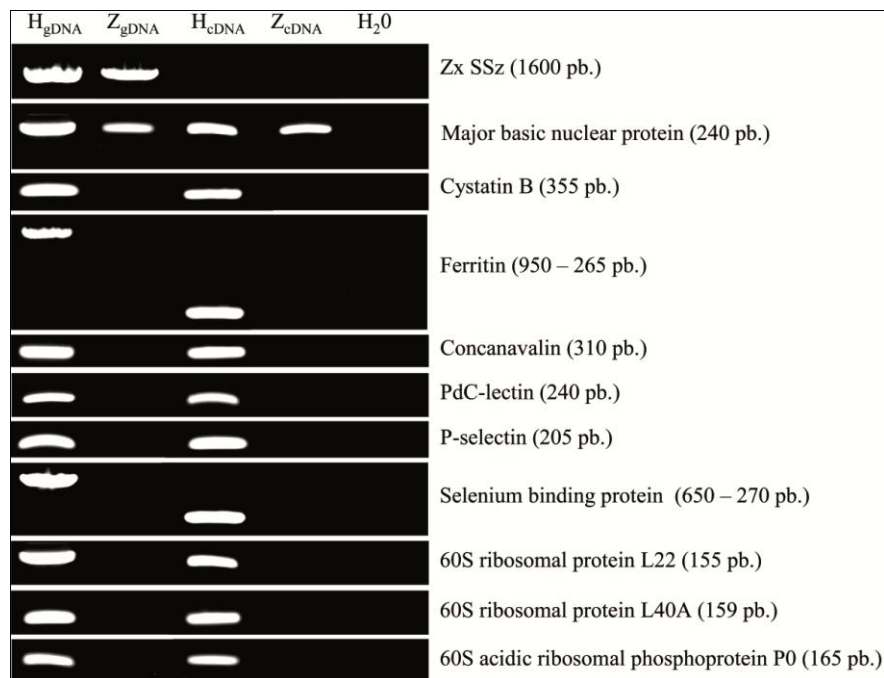 HgDNA ZgDNA HcDNA ZcDNA H20
Zx SSz (1600 pb.)
Major basic nuclear protein (240 pb.)
Cystatin B (355 pb.)
Ferritin (950 – 265 pb.)
Concanavalin (310 pb.)
PdC-lectin (240 pb.)
P-selectin (205 pb.)
Selenium binding protein (650 – 270 pb.)
60S ribosomal protein L22 (155 pb.)
60S ribosomal protein L40A (159 pb.)
60S acidic ribosomal phosphoprotein P0 (165 pb.)